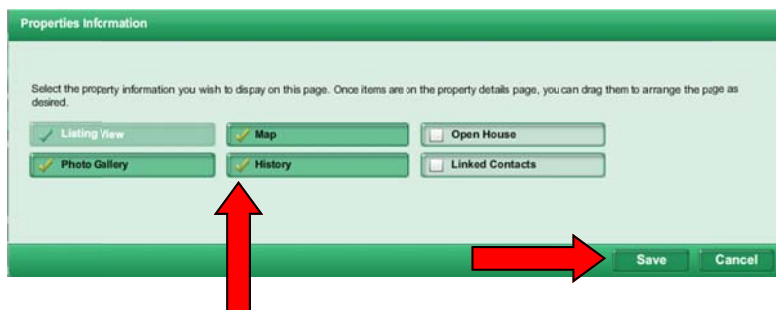 Properties Information
Select the property information you wish to dispay on this page. Once items are on the property details page, you can drag them to arrange the page as
desired.
Listing View Map Open House
Photo Gallery History Linked Contacts
Save Cancel